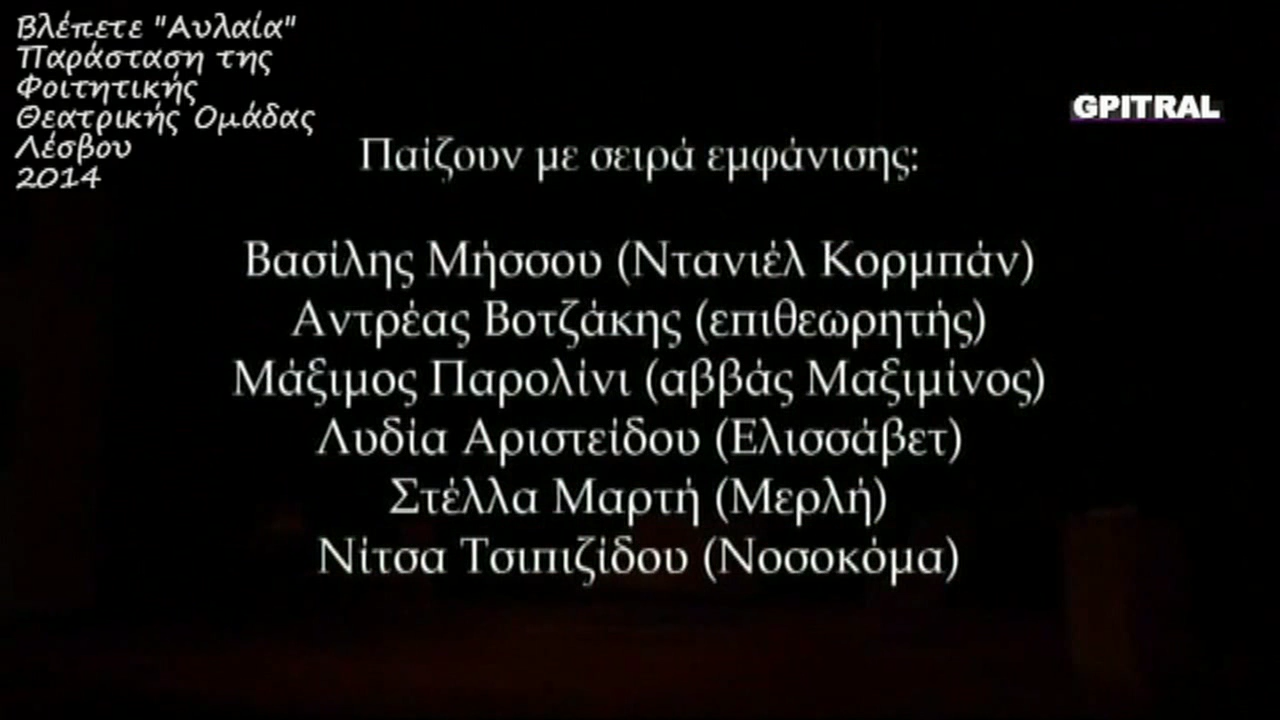 Βλέπετε "Αυλαία"
Παράσταση της
Φοιτητικής
Θεατρικής Ομάδας
Λέσβου
2014
GPITRAL
Παίζουν με σειρά εμφάνισης:
Βασίλης Μήσσου (Ντανιέλ Κορμπάν)
Αντρέας Βοτζάκης (επιθεωρητής)
Μάξιμος Παρολίνι (αββάς Μαξιμίνος)
Λυδία Αριστείδου (Ελισσάβετ)
Στέλλα Μαρτή (Μερλή)
Νίτσα Τσιπιζίδου (Νοσοκόμα)